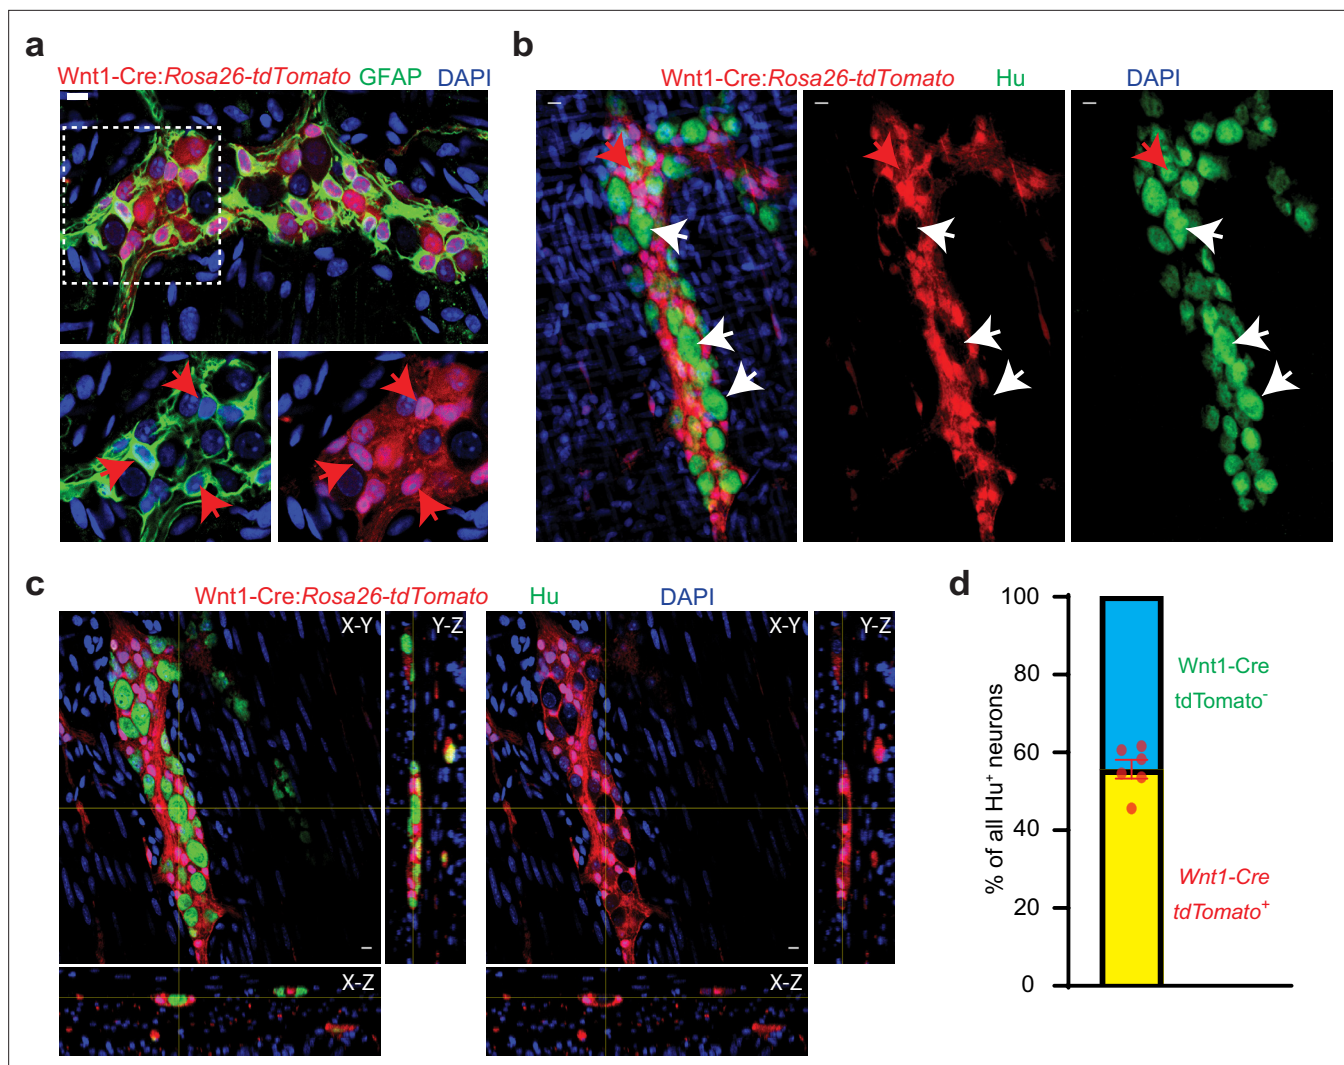 a
Wnt1-Cre:Rosa26-tdTomato GFAP DAPI
b
Wnt1-Cre:Rosa26-tdTomato Hu DAPI
c
Wnt1-Cre:Rosa26-tdTomato Hu DAPI
X-Y
Y-Z
X-Y
Y-Z
X-Z
X-Z
d
% of all Hu⁺ neurons
100
80
60
40
20
0
Wnt1-Cre
tdTomato⁻
Wnt1-Cre
tdTomato⁺